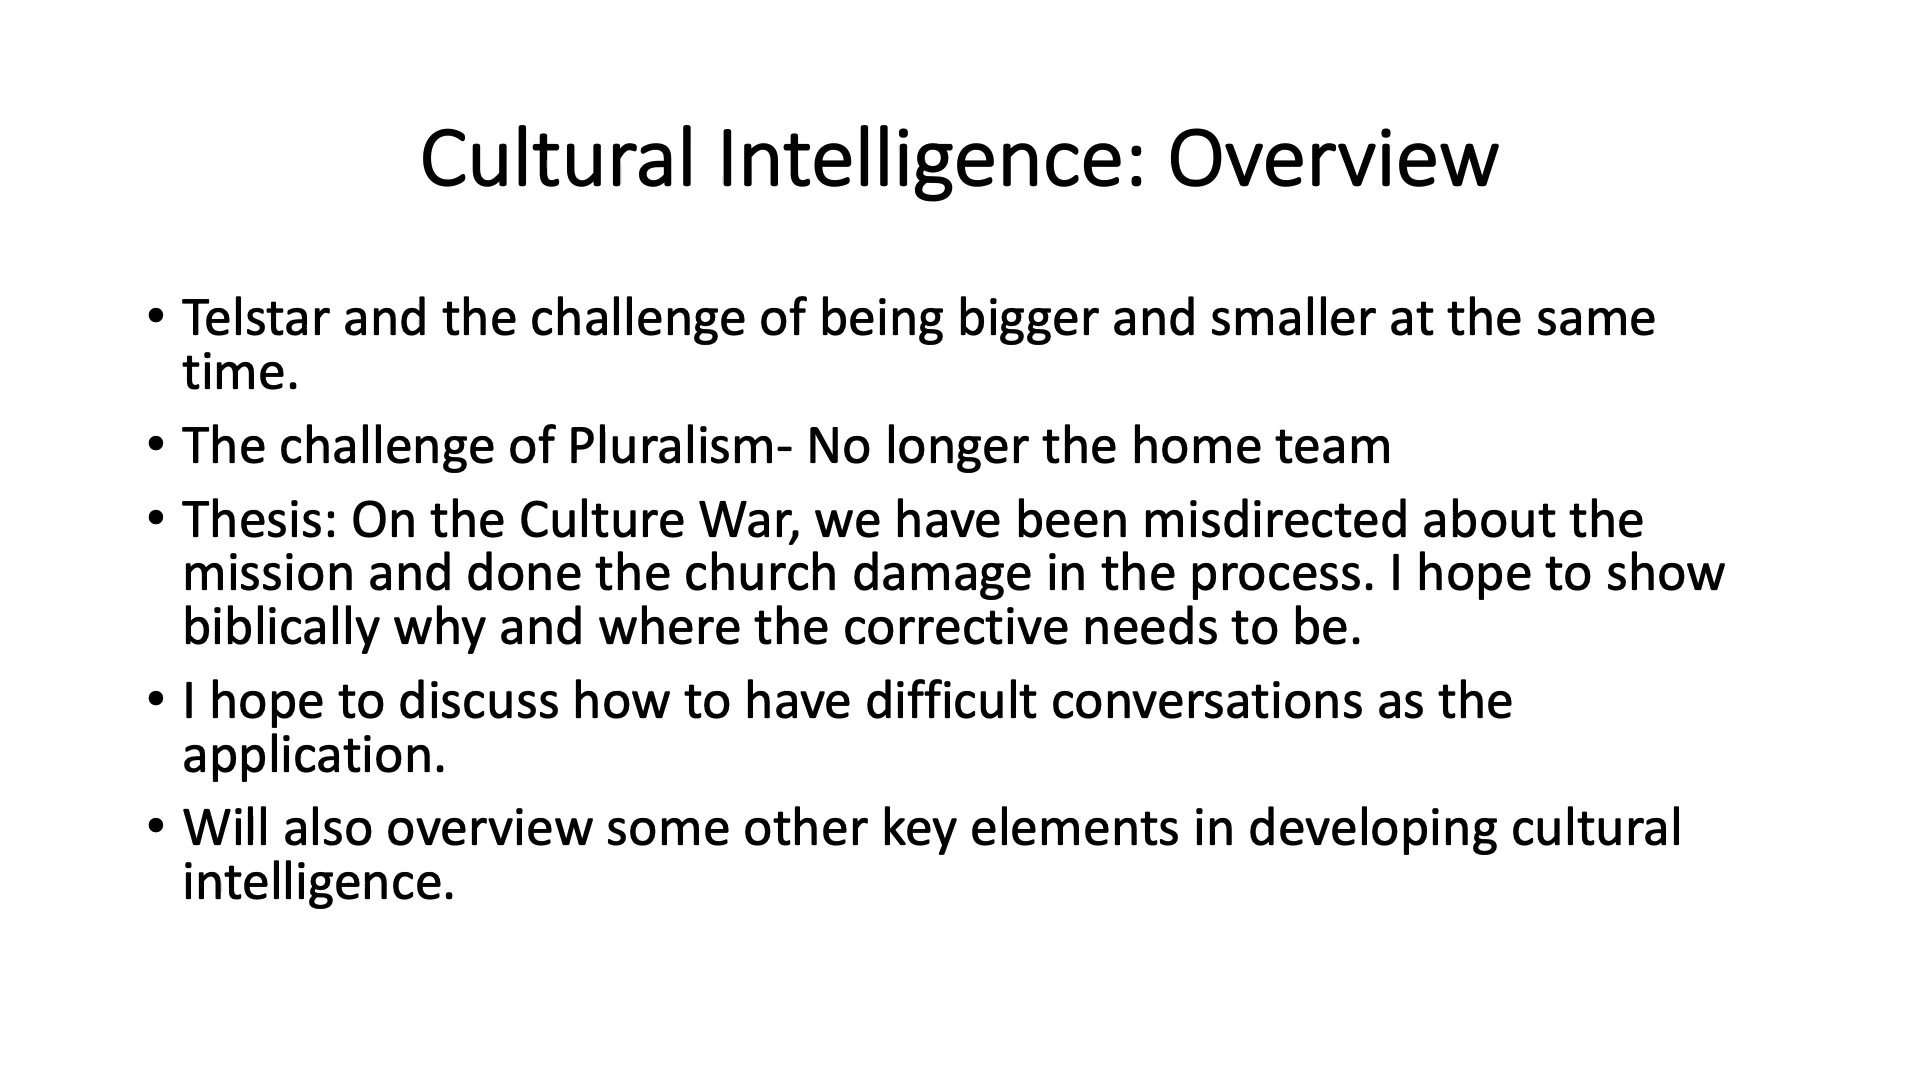 Cultural Intelligence: Overview
• Telstar and the challenge of being bigger and smaller at the same
time.
• The challenge of Pluralism- No longer the home team
• Thesis: On the Culture War, we have been misdirected about the
mission and done the church damage in the process. I hope to show
biblically why and where the corrective needs to be.
• I hope to discuss how to have difficult conversations as the
application.
• Will also overview some other key elements in developing cultural
intelligence.